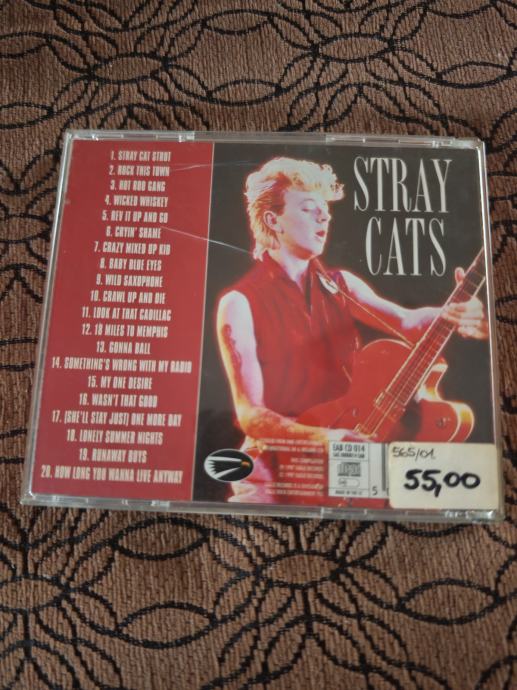 1. STRAY CAT STRUT
2. ROCK THIS TOWN
3. HOT ROD GANG
4. WICKED WHISKEY
5. REV IT UP AND GO
6. CRYIN' SHAME
7. CRAZY MIXED UP KID
8. BABY BLUE EYES
9. WILD SAXOPHONE
10. CRAWL UP AND DIE
11. LOOK AT THAT CADILLAC
12. 18 MILES TO MEMPHIS
13. GONNA BALL
14. SOMETHING'S WRONG WITH MY RADIO
15. MY ONE DESIRE
16. WASN'T THAT GOOD
17. (SHE'LL STAY JUST) ONE MORE DAY
18. LONELY SUMMER NIGHTS
19. RUNAWAY BOYS
20. HOW LONG YOU WANNA LIVE ANYWAY
STRAY
CATS
EAB CD 014
5
565/01
55,00